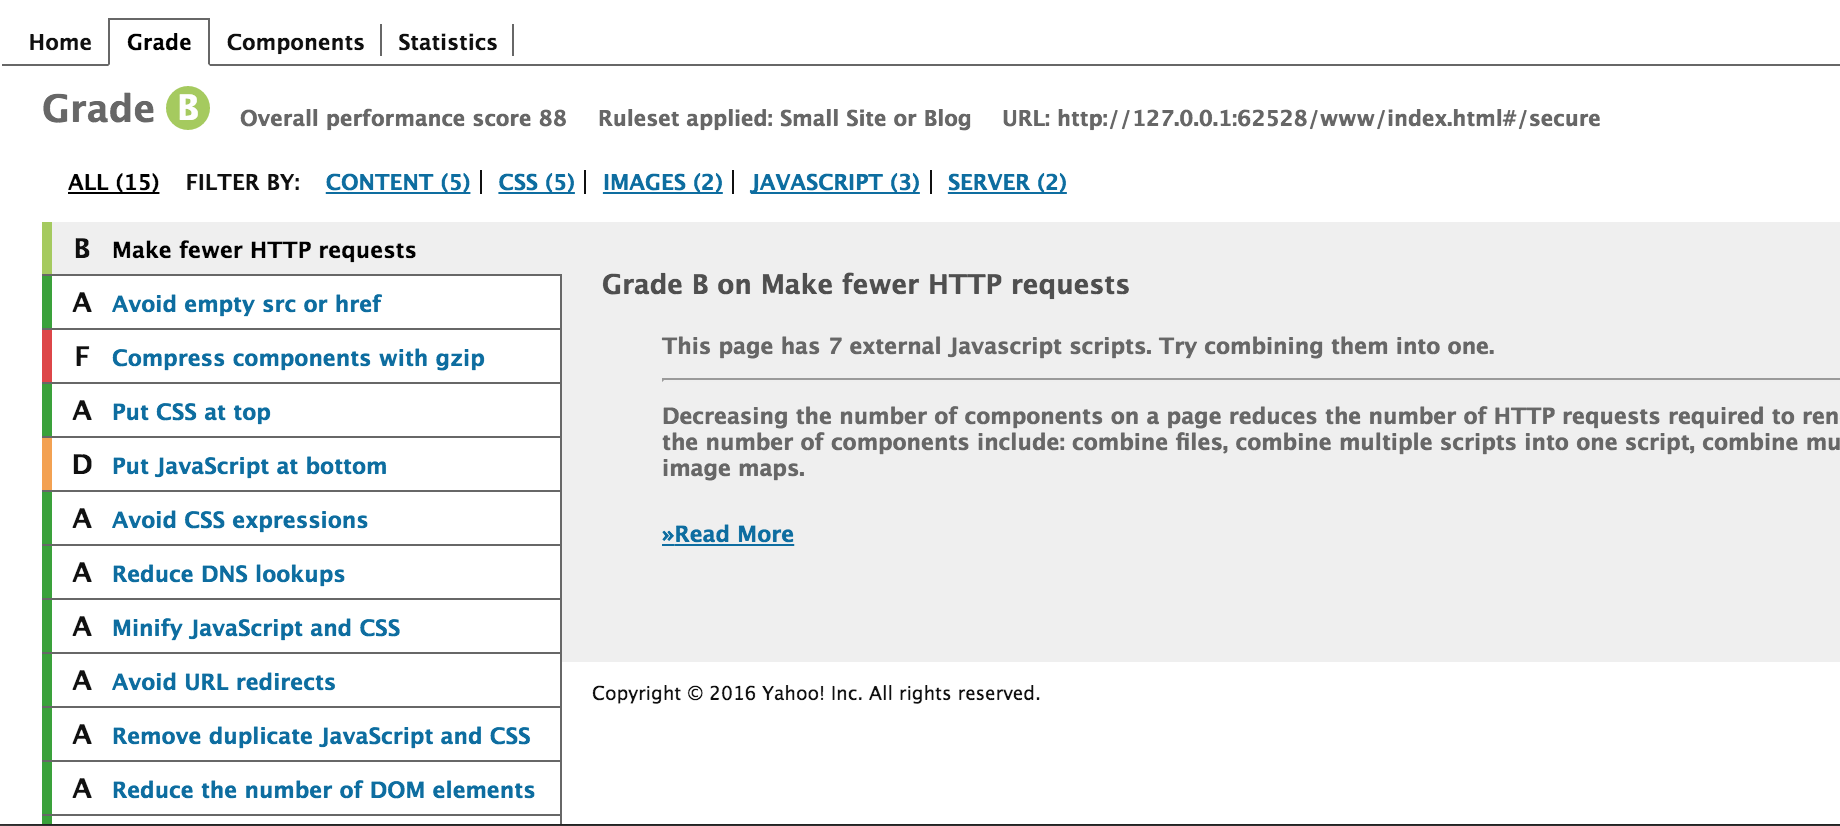 Home Grade Components Statistics
Grade B Overall performance score 88 Ruleset applied: Small Site or Blog URL: http://127.0.0.1:62528/www/index.html#/secure
ALL (15) FILTER BY: CONTENT (5) CSS (5) IMAGES (2) JAVASCRIPT (3) SERVER (2)
B Make fewer HTTP requests
A Avoid empty src or href
F Compress components with gzip
A Put CSS at top
D Put JavaScript at bottom
A Avoid CSS expressions
A Reduce DNS lookups
A Minify JavaScript and CSS
A Avoid URL redirects
A Remove duplicate JavaScript and CSS
A Reduce the number of DOM elements
Grade B on Make fewer HTTP requests
This page has 7 external Javascript scripts. Try combining them into one.
Decreasing the number of components on a page reduces the number of HTTP requests required to ren
the number of components include: combine files, combine multiple scripts into one script, combine mu
image maps.
»Read More
Copyright © 2016 Yahoo! Inc. All rights reserved.